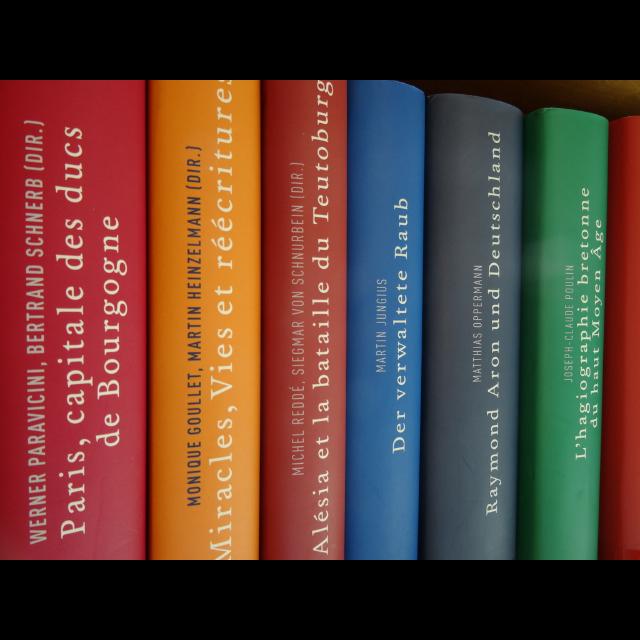 WERNER PARAVICINI, BERTRAND SCHNERB (DIR.)
Paris, capitale des ducs
de Bourgogne
MONIQUE GOULLET, MARTIN HEINZELMANN (DIR.)
Miracles, Vies et réécritures
MICHEL REDDÉ, SIEGMAR VON SCHNURBEIN (DIR.)
Alésia et la bataille du Teutoburg
MARTIN JUNGIUS
Der verwaltete Raub
MATTHIAS OPPERMANN
Raymond Aron und Deutschland
JOSEPH-CLAUDE POULIN
L'hagiographie bretonne
du haut Moyen Âge